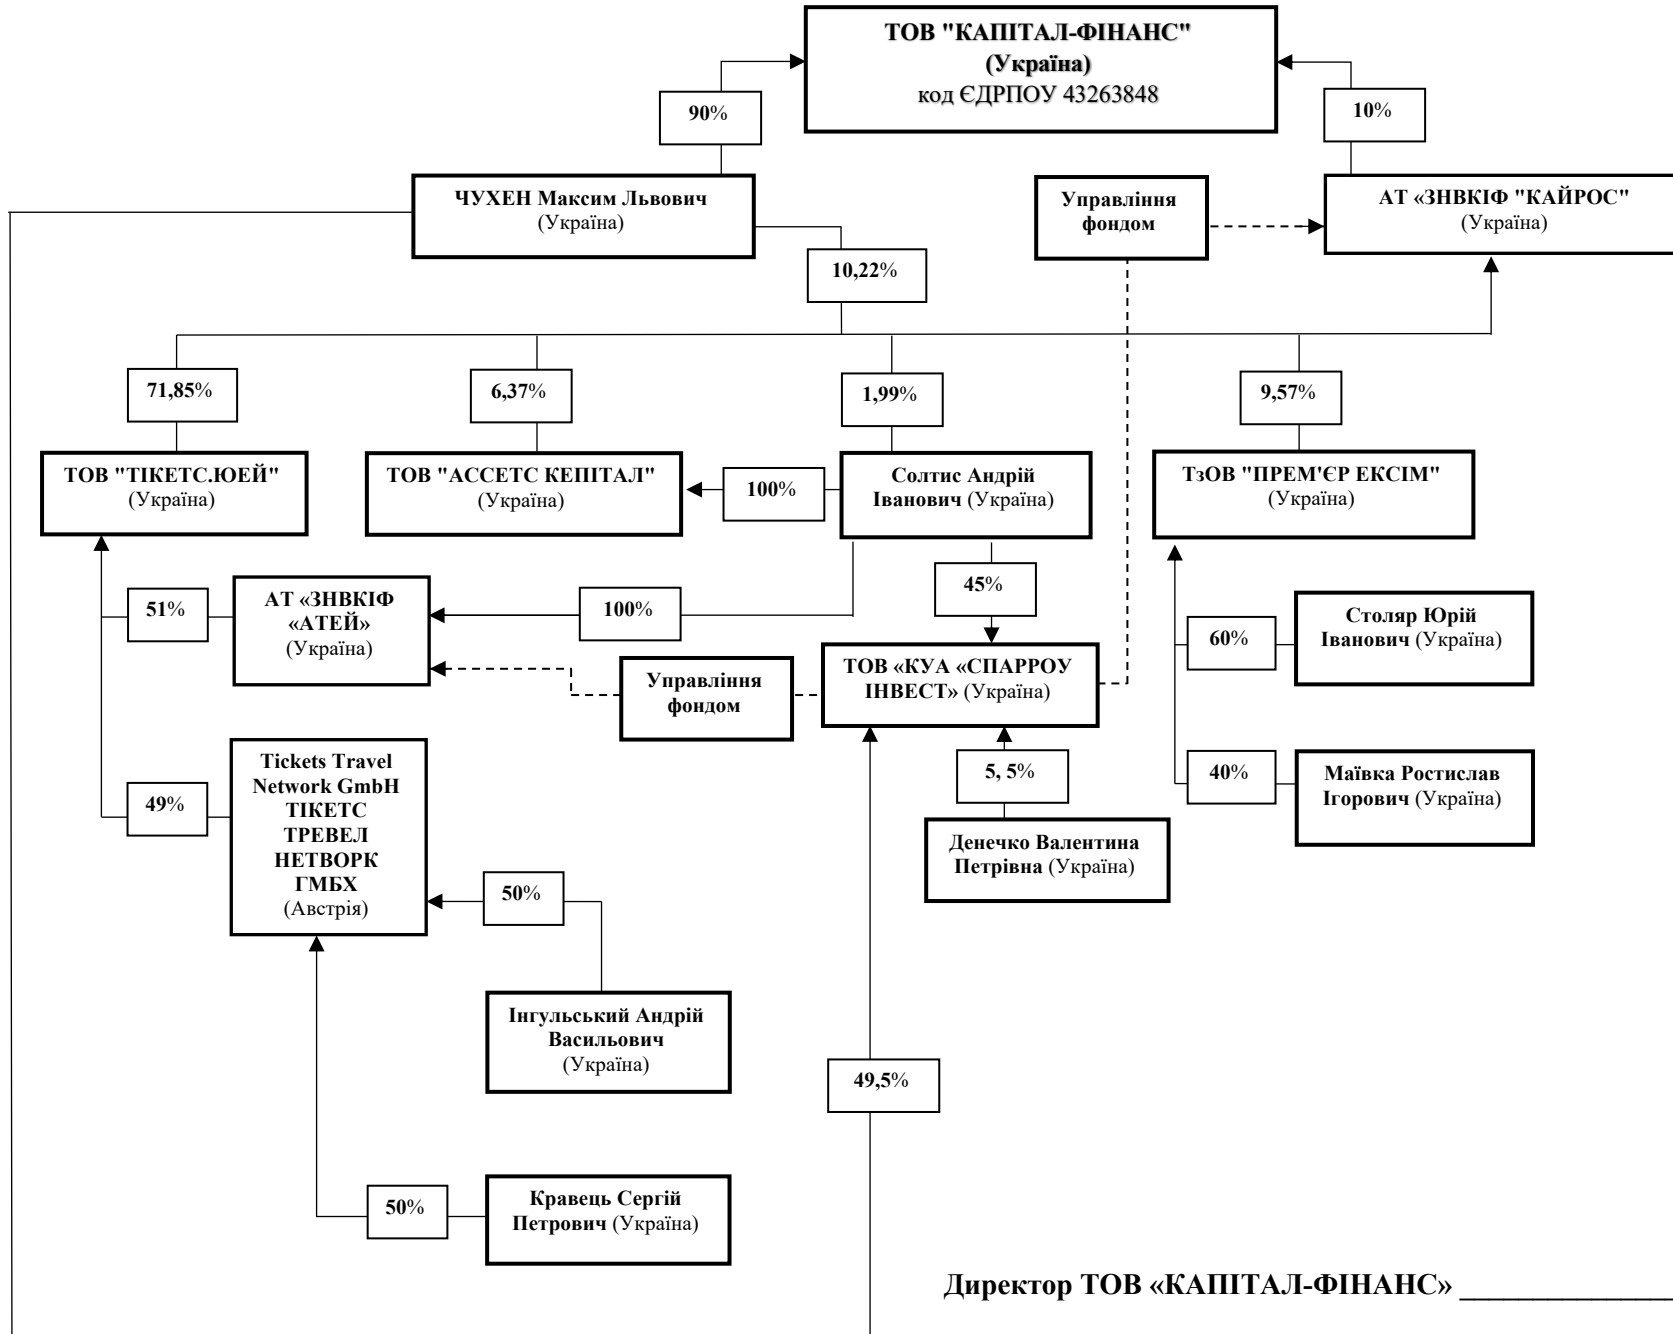 ТОВ "КАПІТАЛ-ФІНАНС"
(Україна)
код ЄДРПОУ 43263848
90%
10%
ЧУХЕН Максим Львович
(Україна)
Управління
фондом
АТ «ЗНВКІФ "КАЙРОС"
(Україна)
10,22%
71,85%
6,37%
1,99%
9,57%
ТОВ "ТІКЕТС.ЮЕЙ"
(Україна)
ТОВ "АССЕТС КЕПІТАЛ"
(Україна)
100%
Солтис Андрій
Іванович (Україна)
ТзОВ "ПРЕМ'ЄР ЕКСІМ"
(Україна)
51%
АТ «ЗНВКІФ
«АТЕЙ»
(Україна)
100%
45%
60%
Столяр Юрій
Іванович (Україна)
Управління
фондом
ТОВ «КУА «СПАРРОУ
ІНВЕСТ» (Україна)
49%
Tickets Travel
Network GmbH
ТІКЕТС
ТРЕВЕЛ
НЕТВОРК
ГМБХ
(Австрія)
5, 5%
40%
Маївка Ростислав
Ігорович (Україна)
Денечко Валентина
Петрівна (Україна)
50%
Інгульський Андрій
Васильович
(Україна)
49,5%
50%
Кравець Сергій
Петрович (Україна)
Директор ТОВ «КАПІТАЛ-ФІНАНС» _______________